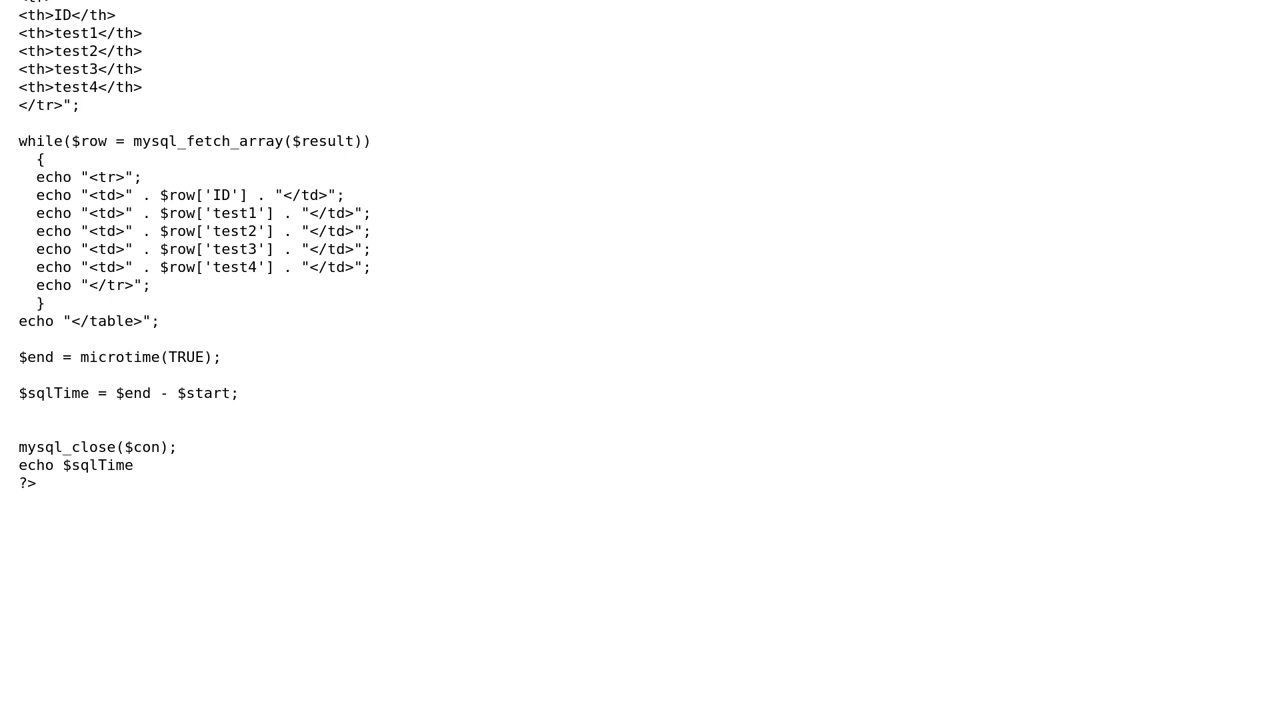 <th>ID</th>
<th>test1</th>
<th>test2</th>
<th>test3</th>
<th>test4</th>
</tr>";
while($row = mysql_fetch_array($result))
{
echo "<tr>";
echo "<td>" . $row['ID'] . "</td>";
echo "<td>" . $row['test1'] . "</td>";
echo "<td>" . $row['test2'] . "</td>";
echo "<td>" . $row['test3'] . "</td>";
echo "<td>" . $row['test4'] . "</td>";
echo "</tr>";
}
echo "</table>";
$end = microtime(TRUE);
$sqlTime = $end - $start;
mysql_close($con);
echo $sqlTime
?>